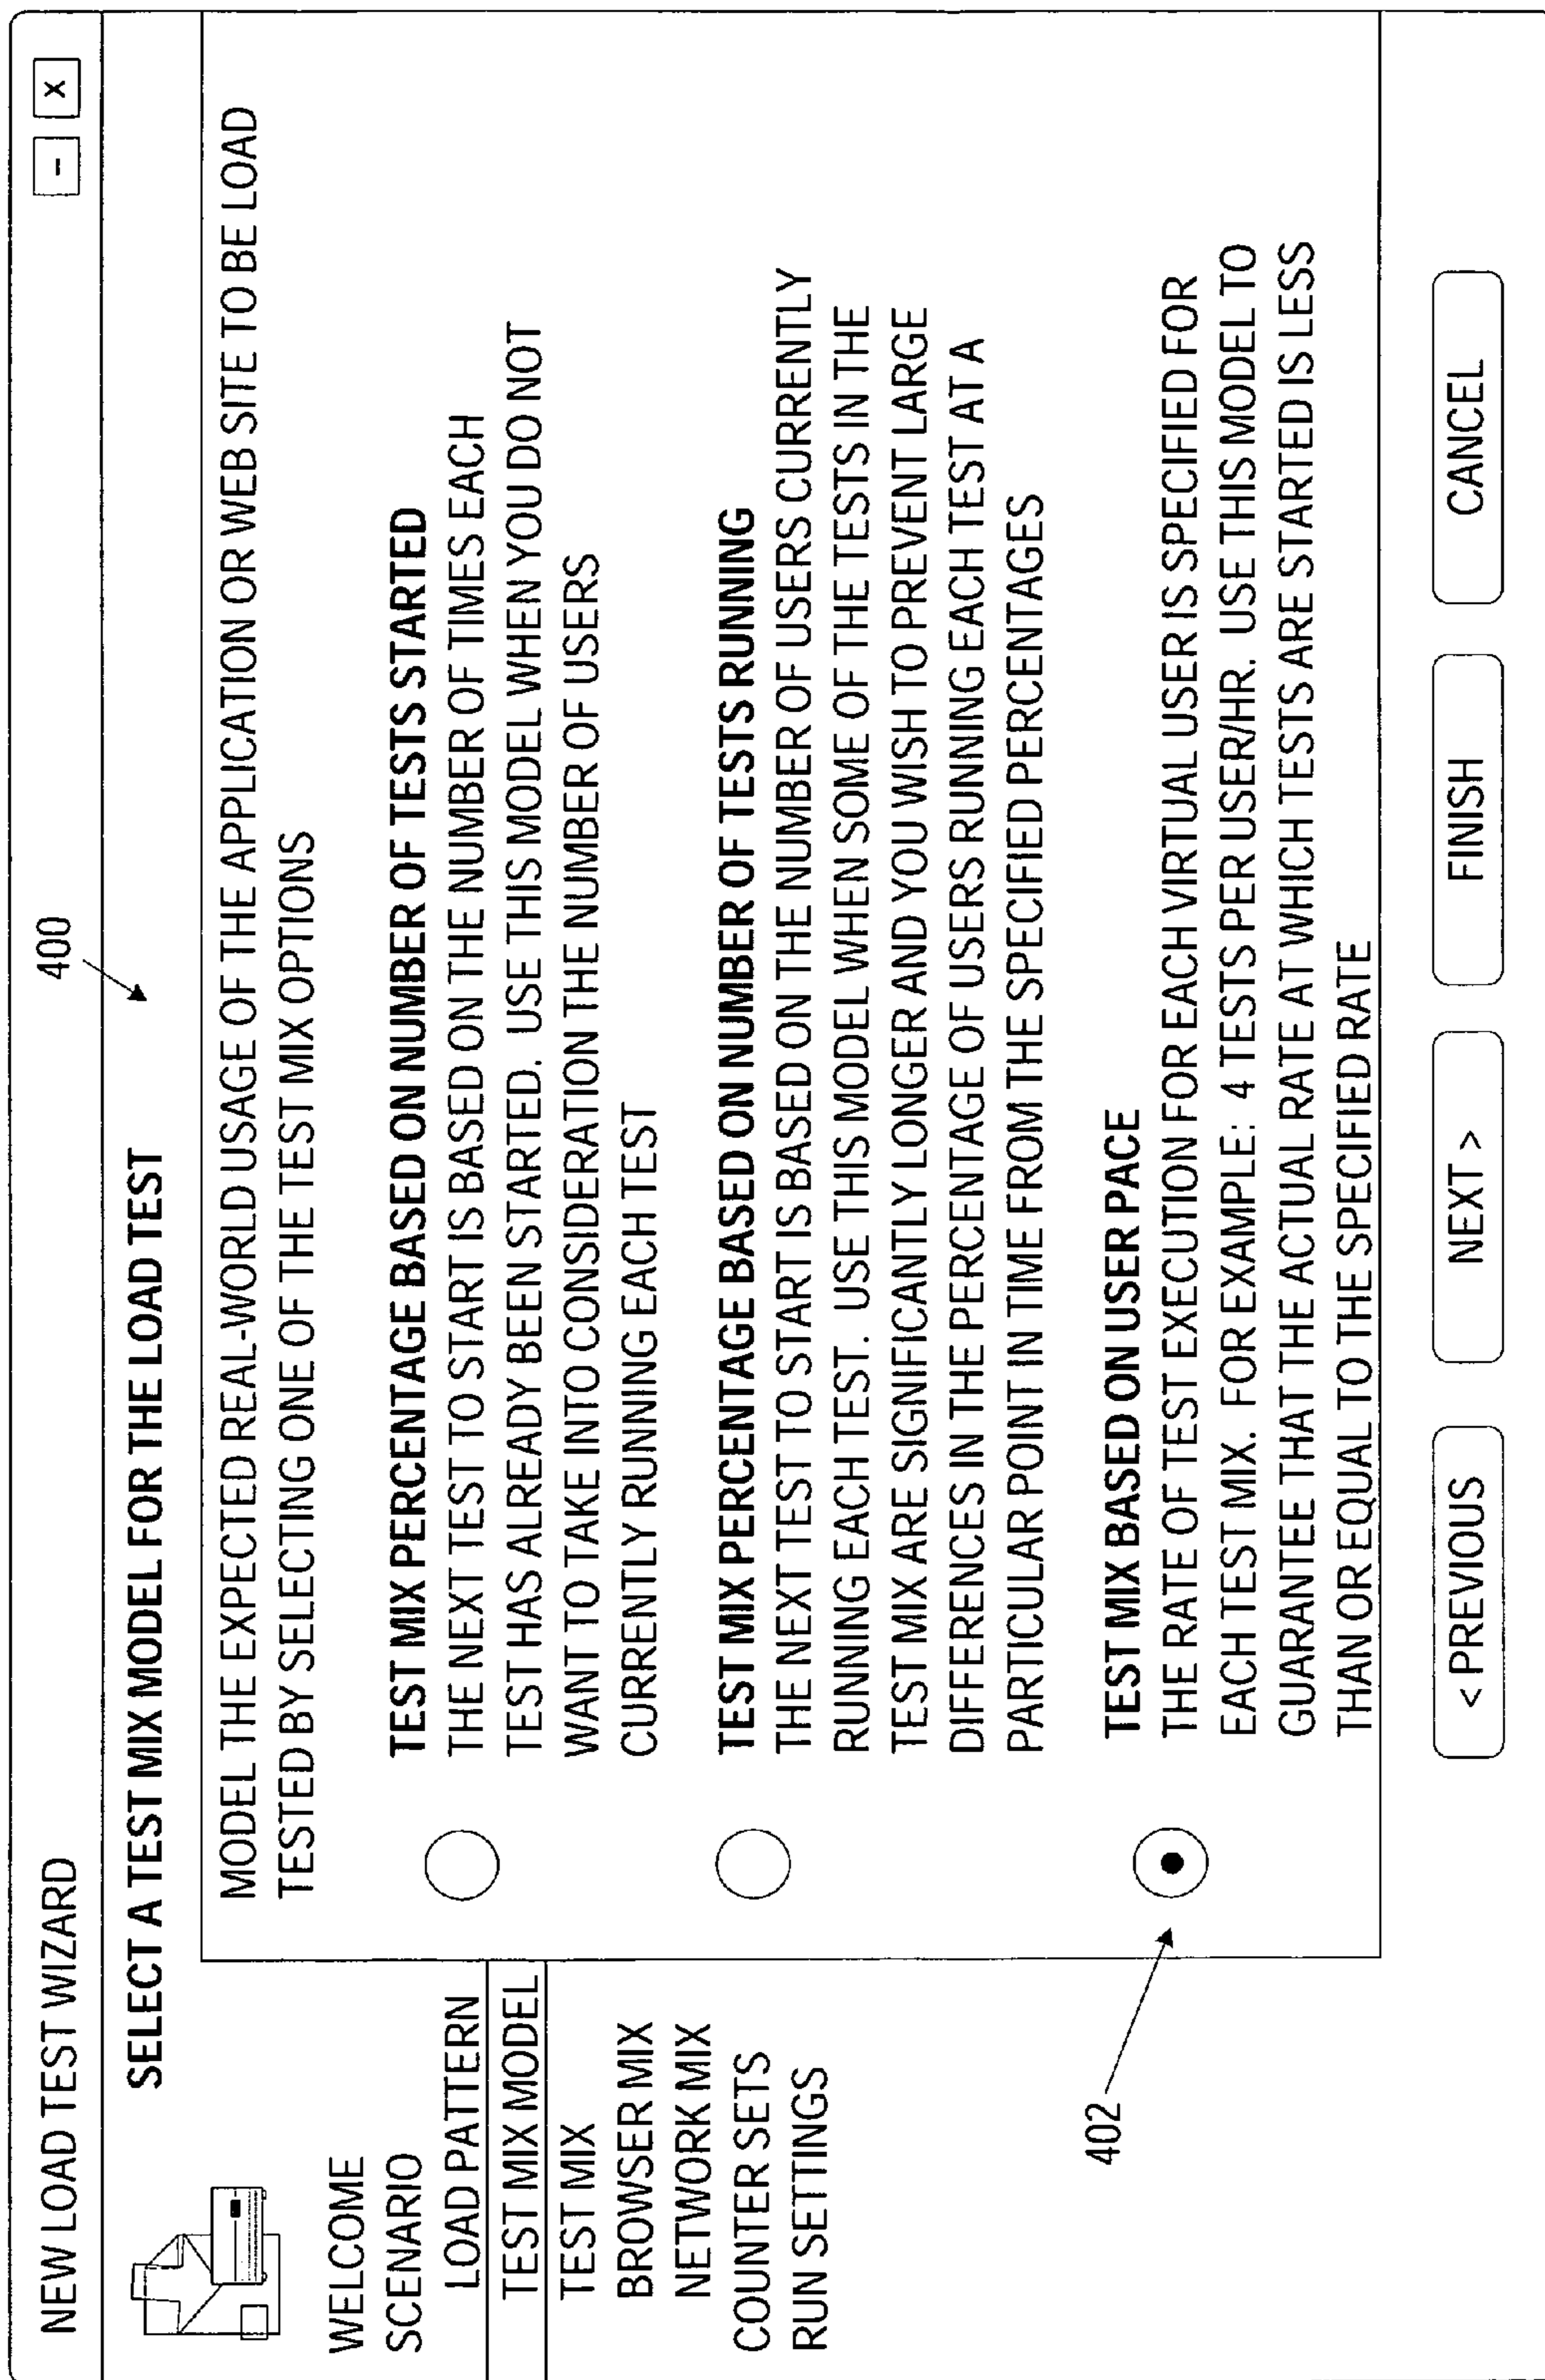 400
NEW LOAD TEST WIZARD
-
X
SELECT A TEST MIX MODEL FOR THE LOAD TEST
WELCOME
SCENARIO
LOAD PATTERN
TEST MIX MODEL
TEST MIX
BROWSER MIX
NETWORK MIX
COUNTER SETS
RUN SETTINGS
MODEL THE EXPECTED REAL-WORLD USAGE OF THE APPLICATION OR WEB SITE TO BE LOAD
TESTED BY SELECTING ONE OF THE TEST MIX OPTIONS
TEST MIX PERCENTAGE BASED ON NUMBER OF TESTS STARTED
THE NEXT TEST TO START IS BASED ON THE NUMBER OF TIMES EACH
TEST HAS ALREADY BEEN STARTED. USE THIS MODEL WHEN YOU DO NOT
WANT TO TAKE INTO CONSIDERATION THE NUMBER OF USERS
CURRENTLY RUNNING EACH TEST
TEST MIX PERCENTAGE BASED ON NUMBER OF TESTS RUNNING
THE NEXT TEST TO START IS BASED ON THE NUMBER OF USERS CURRENTLY
RUNNING EACH TEST. USE THIS MODEL WHEN SOME OF THE TESTS IN THE
TEST MIX ARE SIGNIFICANTLY LONGER AND YOU WISH TO PREVENT LARGE
DIFFERENCES IN THE PERCENTAGE OF USERS RUNNING EACH TEST AT A
PARTICULAR POINT IN TIME FROM THE SPECIFIED PERCENTAGES
TEST MIX BASED ON USER PACE
THE RATE OF TEST EXECUTION FOR EACH VIRTUAL USER IS SPECIFIED FOR
EACH TEST MIX. FOR EXAMPLE: 4 TESTS PER USER/HR. USE THIS MODEL TO
GUARANTEE THAT THE ACTUAL RATE AT WHICH TESTS ARE STARTED IS LESS
THAN OR EQUAL TO THE SPECIFIED RATE
402
< PREVIOUS
NEXT >
FINISH
CANCEL